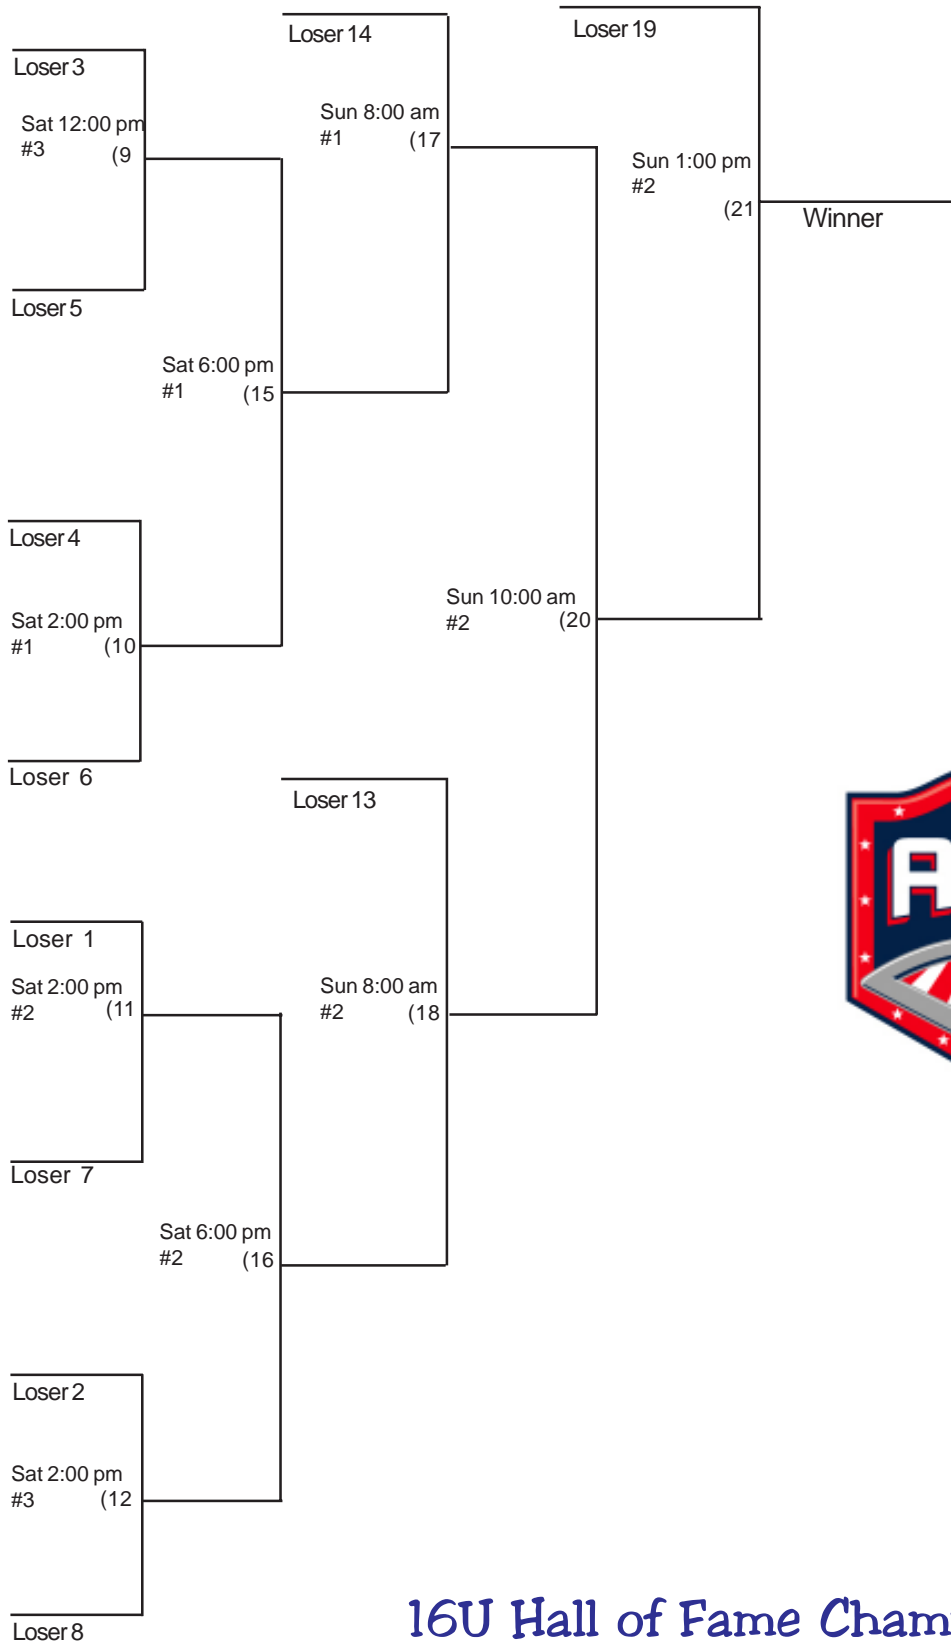 Loser 14
Loser 19
Loser 3
Sat 12:00 pm
#3 (9
Sun 8:00 am
#1 (17
Sun 1:00 pm
#2
(21
Winner
Loser 5
Sat 6:00 pm
#1 (15
Loser 4
Sat 2:00 pm
#1 (10
Sun 10:00 am
#2 (20
Loser 6
Loser 13
Loser 1
Sat 2:00 pm
#2 (11
Sun 8:00 am
#2 (18
Loser 7
Sat 6:00 pm
#2 (16
Loser 2
Sat 2:00 pm
#3 (12
Loser 8
16U Hall of Fame Cham
A